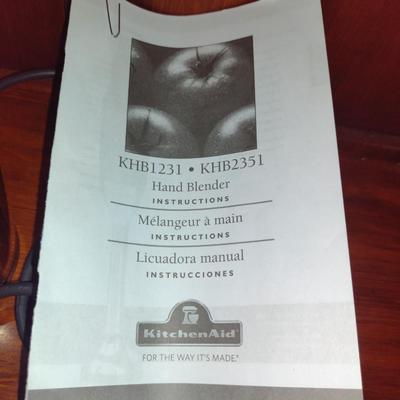 KHB1231 • KHB2351
Hand Blender
INSTRUCTIONS
Mélangeur à main
INSTRUCTIONS
Licuadora manual
INSTRUCCIONES
KitchenAid®
FOR THE WAY IT'S MADE.®